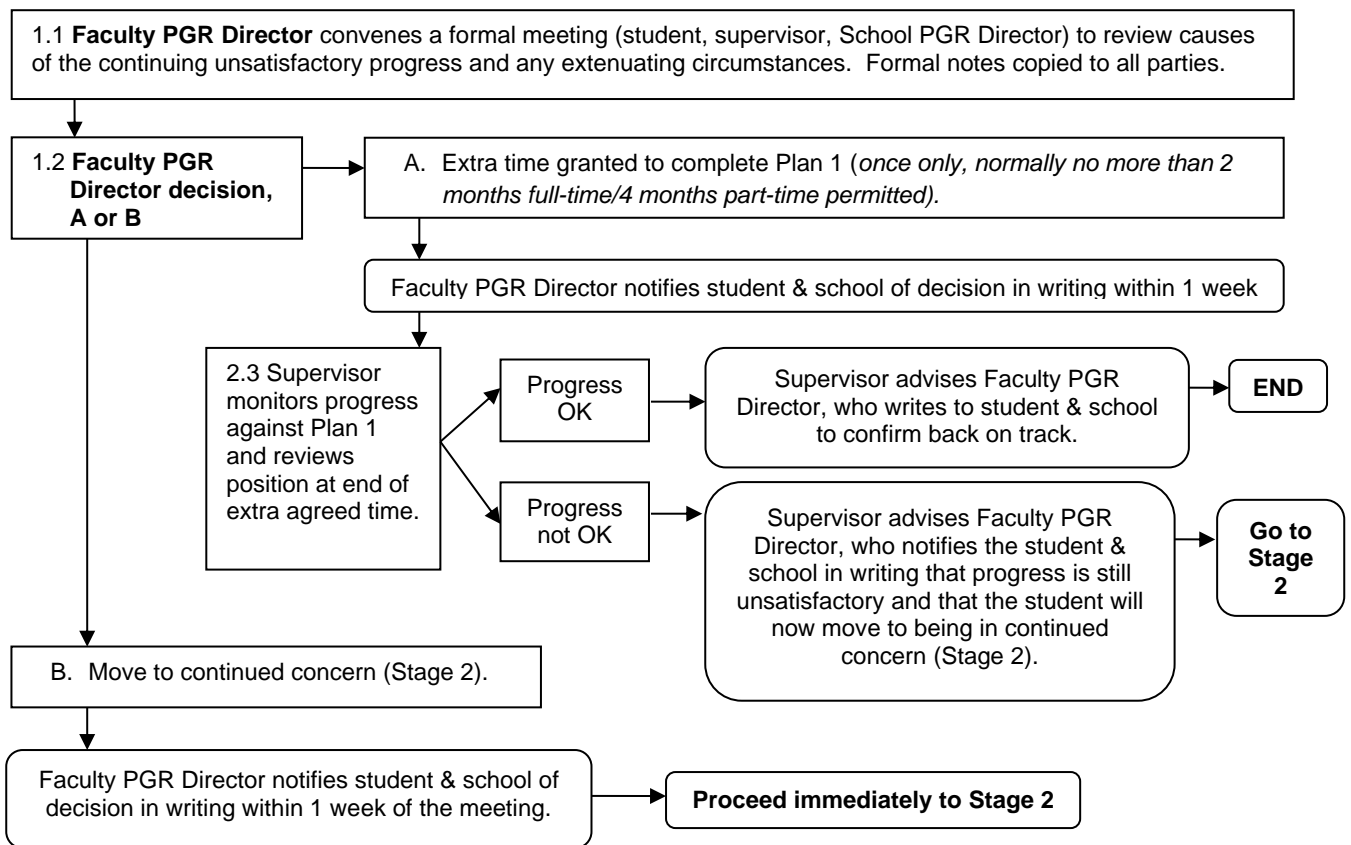 1.1 Faculty PGR Director convenes a formal meeting (student, supervisor, School PGR Director) to review causes
of the continuing unsatisfactory progress and any extenuating circumstances.  Formal notes copied to all parties.
1.2 Faculty PGR
Director decision,
A or B
A. Extra time granted to complete Plan 1 (once only, normally no more than 2
months full-time/4 months part-time permitted).
Faculty PGR Director notifies student & school of decision in writing within 1 week
2.3 Supervisor
monitors progress
against Plan 1
and reviews
position at end of
extra agreed time.
Progress
OK
Supervisor advises Faculty PGR
Director, who writes to student & school
to confirm back on track.
END
Progress
not OK
Supervisor advises Faculty PGR
Director, who notifies the student &
school in writing that progress is still
unsatisfactory and that the student will
now move to being in continued
concern (Stage 2).
Go to
Stage
2
B. Move to continued concern (Stage 2).
Faculty PGR Director notifies student & school of
decision in writing within 1 week of the meeting.
Proceed immediately to Stage 2